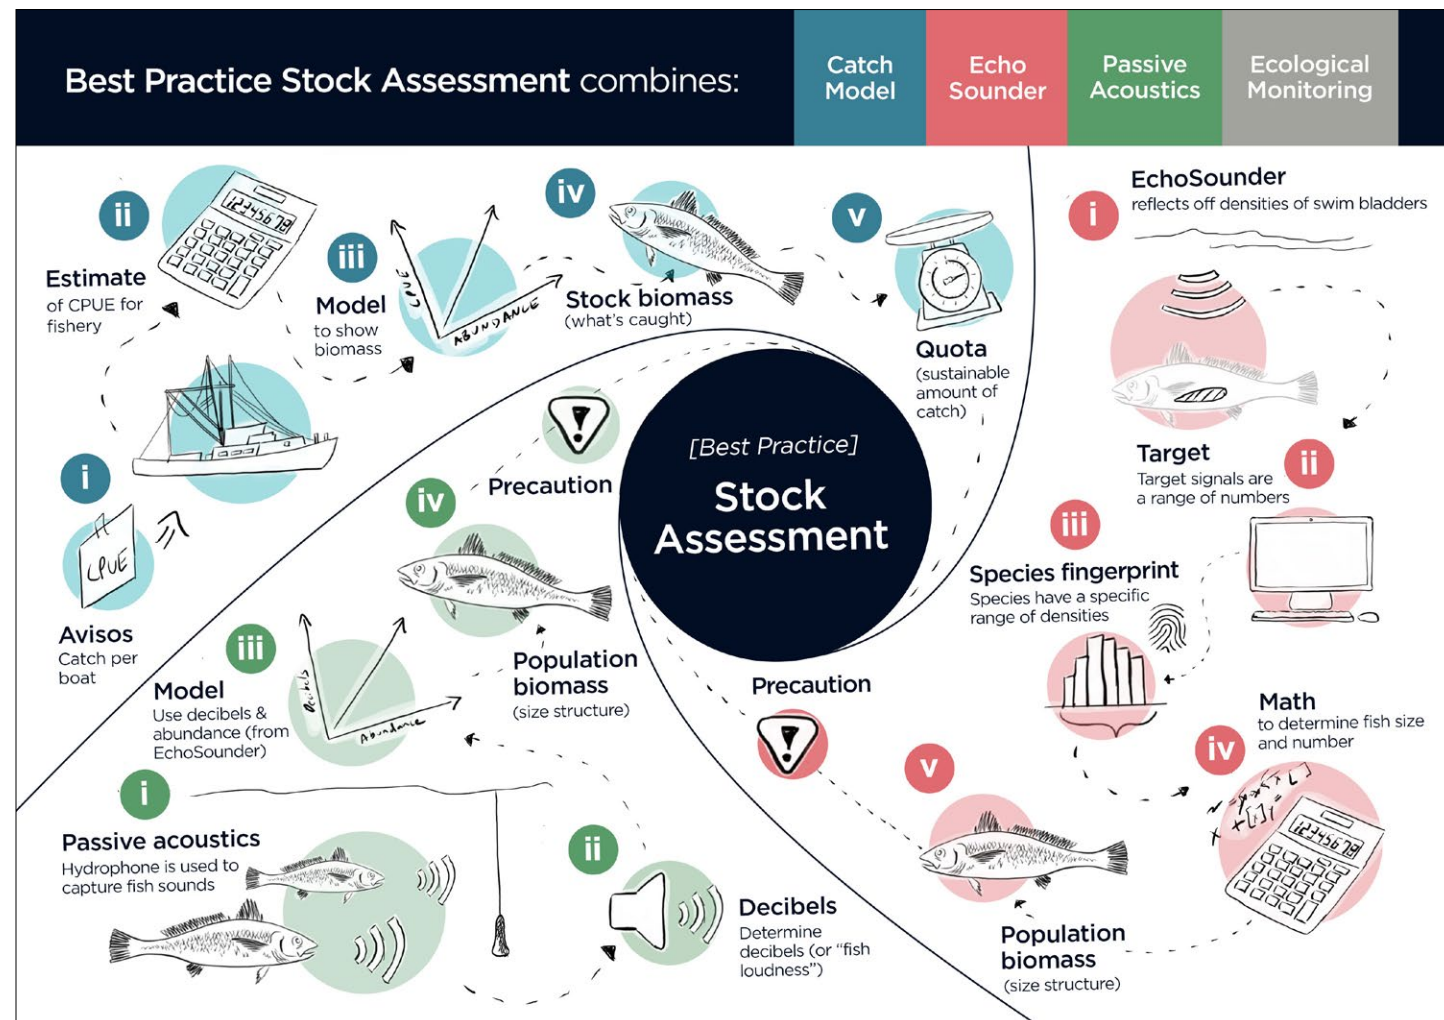 Best Practice Stock Assessment combines:
Catch
Model
Echo
Sounder
Passive
Acoustics
Ecological
Monitoring
i
CPUE
Avisos
Catch per
boat
ii
12345678
Estimate
of CPUE for
fishery
iii
Model
to show
biomass
CPUE
ABUNDANCE
iv
Stock biomass
(what's caught)
v
Quota
(sustainable
amount of
catch)
[Best Practice]
Stock
Assessment
i
Passive acoustics
Hydrophone is used to
capture fish sounds
ii
Decibels
Determine
decibels (or “fish
loudness”)
iii
Model
Use decibels &
abundance (from
EchoSounder)
Decibels
Abundance
iv
Population
biomass
(size structure)
Precaution
!
i
EchoSounder
reflects off densities of swim bladders
ii
Target
Target signals are
a range of numbers
iii
Species fingerprint
Species have a specific
range of densities
iv
Math
to determine fish size
and number
12345678
v
Population
biomass
(size structure)
Precaution
!